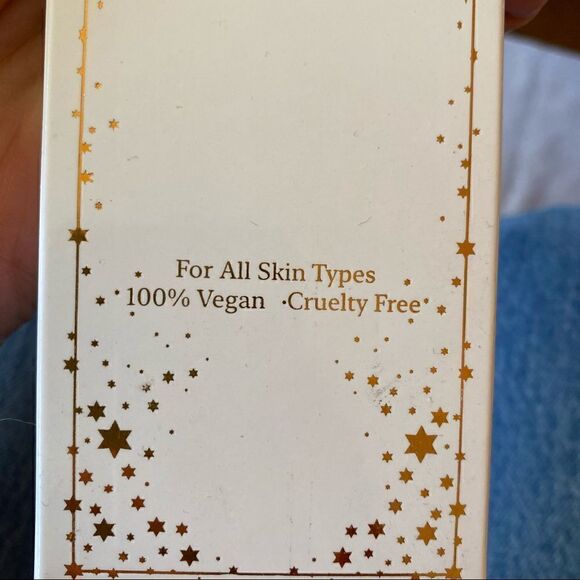 For All Skin Types
100% Vegan · Cruelty Free